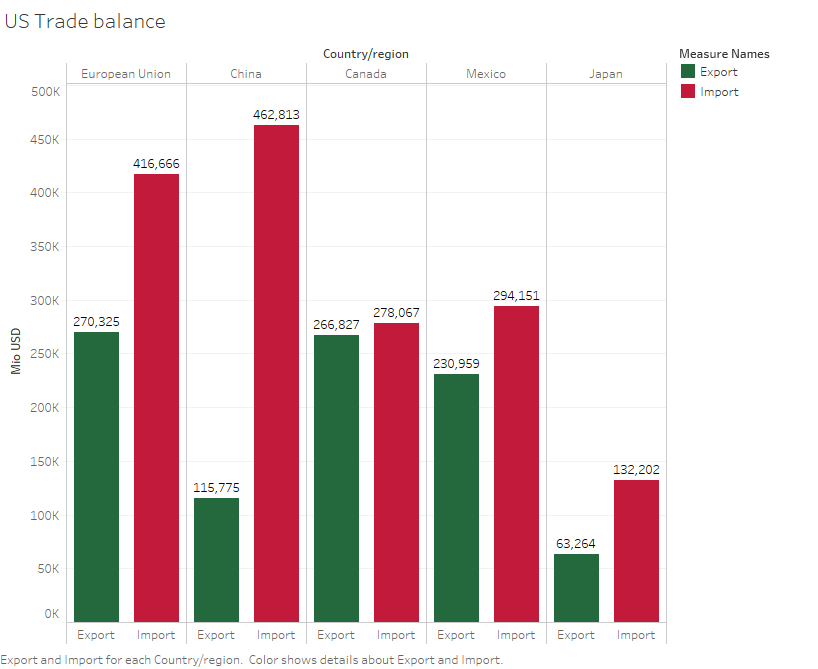 US Trade balance
Country/region
European Union China Canada Mexico Japan
Measure Names
Export
Import
500K
450K
400K
350K
300K
250K
200K
150K
100K
50K
0K
Mio USD
270,325 416,666 115,775 462,813 266,827 278,067 230,959 294,151 63,264 132,202
Export Import Export Import Export Import Export Import Export Import
Export and Import for each Country/region. Color shows details about Export and Import.